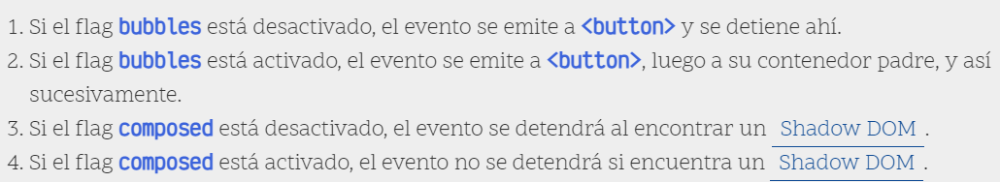 1. Si el flag bubbles está desactivado, el evento se emite a <button> y se detiene ahí.
2. Si el flag bubbles está activado, el evento se emite a <button>, luego a su contenedor padre, y así
sucesivamente.
3. Si el flag composed está desactivado, el evento se detendrá al encontrar un Shadow DOM .
4. Si el flag composed está activado, el evento no se detendrá si encuentra un Shadow DOM .